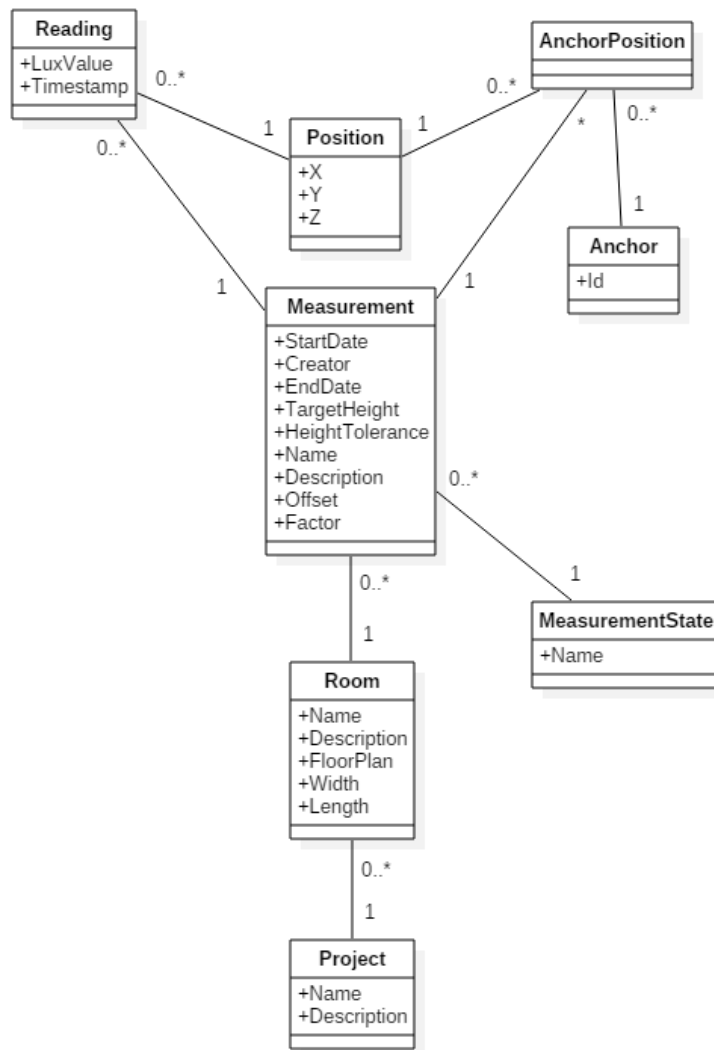 Reading
+LuxValue
+Timestamp
AnchorPosition
0..*
1
Position
+X
+Y
+Z
1
0..*
0..*
1
*
1
0..*
1
Anchor
+Id
Measurement
+StartDate
+Creator
+EndDate
+TargetHeight
+HeightTolerance
+Name
+Description
+Offset
+Factor
0..*
1
MeasurementState
+Name
0..*
1
Room
+Name
+Description
+FloorPlan
+Width
+Length
0..*
1
Project
+Name
+Description